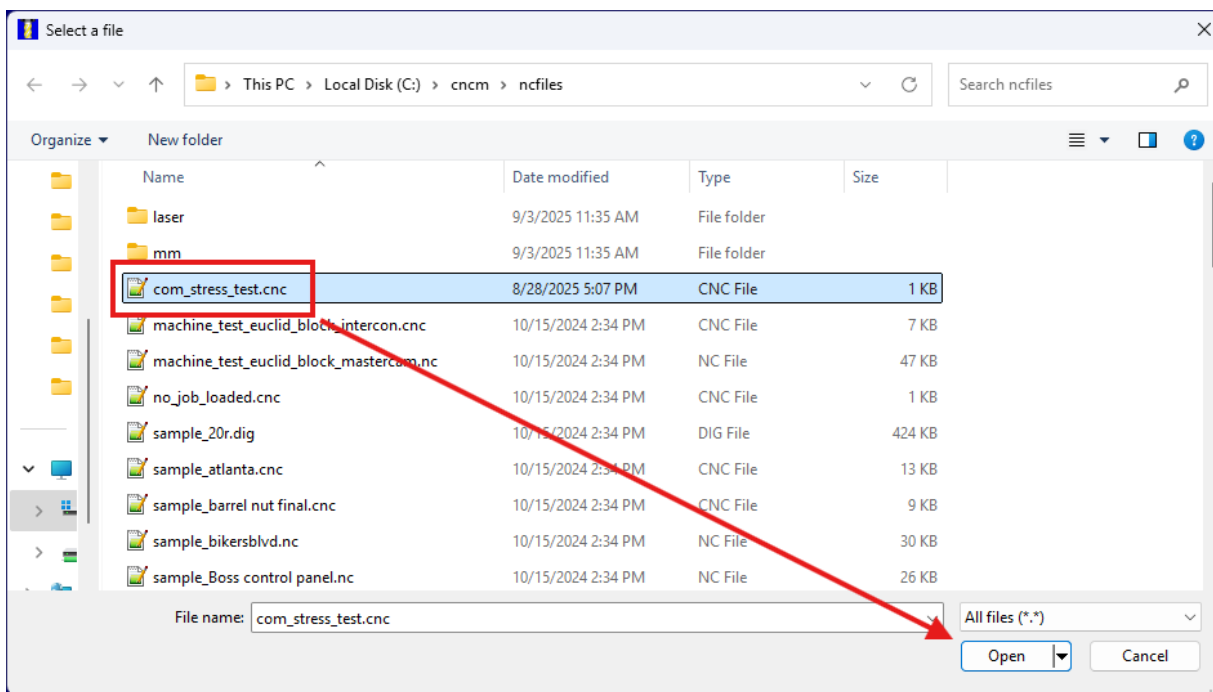 Select a file
This PC > Local Disk (C:) > cncm > ncfiles
Search ncfiles
Organize
New folder
Name Date modified Type Size
laser 9/3/2025 11:35 AM File folder
mm 9/3/2025 11:35 AM File folder
com_stress_test.cnc 8/28/2025 5:07 PM CNC File 1 KB
machine_test_euclid_block_intercon.cnc 10/15/2024 2:34 PM CNC File 7 KB
machine_test_euclid_block_mastercam.nc 10/15/2024 2:34 PM NC File 47 KB
no_job_loaded.cnc 10/15/2024 2:34 PM CNC File 1 KB
sample_20r.dig 10/15/2024 2:34 PM DIG File 424 KB
sample_atlanta.cnc 10/15/2024 2:34 PM CNC File 13 KB
sample_barrel nut final.cnc 10/15/2024 2:34 PM CNC File 9 KB
sample_bikersblvd.nc 10/15/2024 2:34 PM NC File 30 KB
sample_Boss control panel.nc 10/15/2024 2:34 PM NC File 26 KB
File name: com_stress_test.cnc
All files (*.*)
Open
Cancel